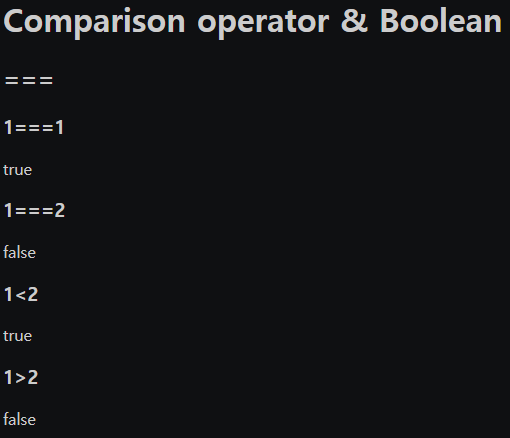 Comparison operator & Boolean
===
1===1
true
1===2
false
1<2
true
1>2
false